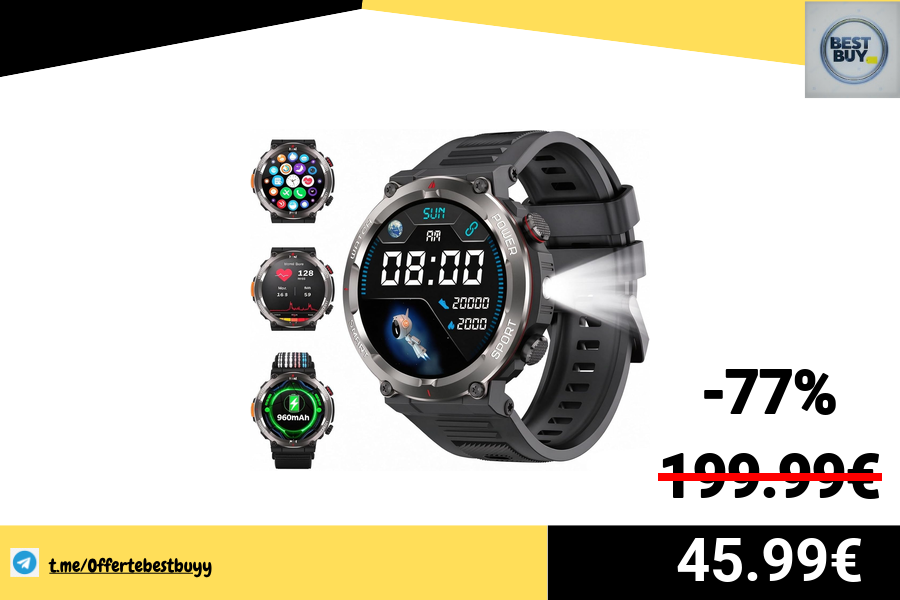 BEST
BUY
SUN
AM
08:00
20000
2000
POWER
SPORT
128
960mAh
-77%
199.99€
45.99€
t.me/Offertebestbuyy